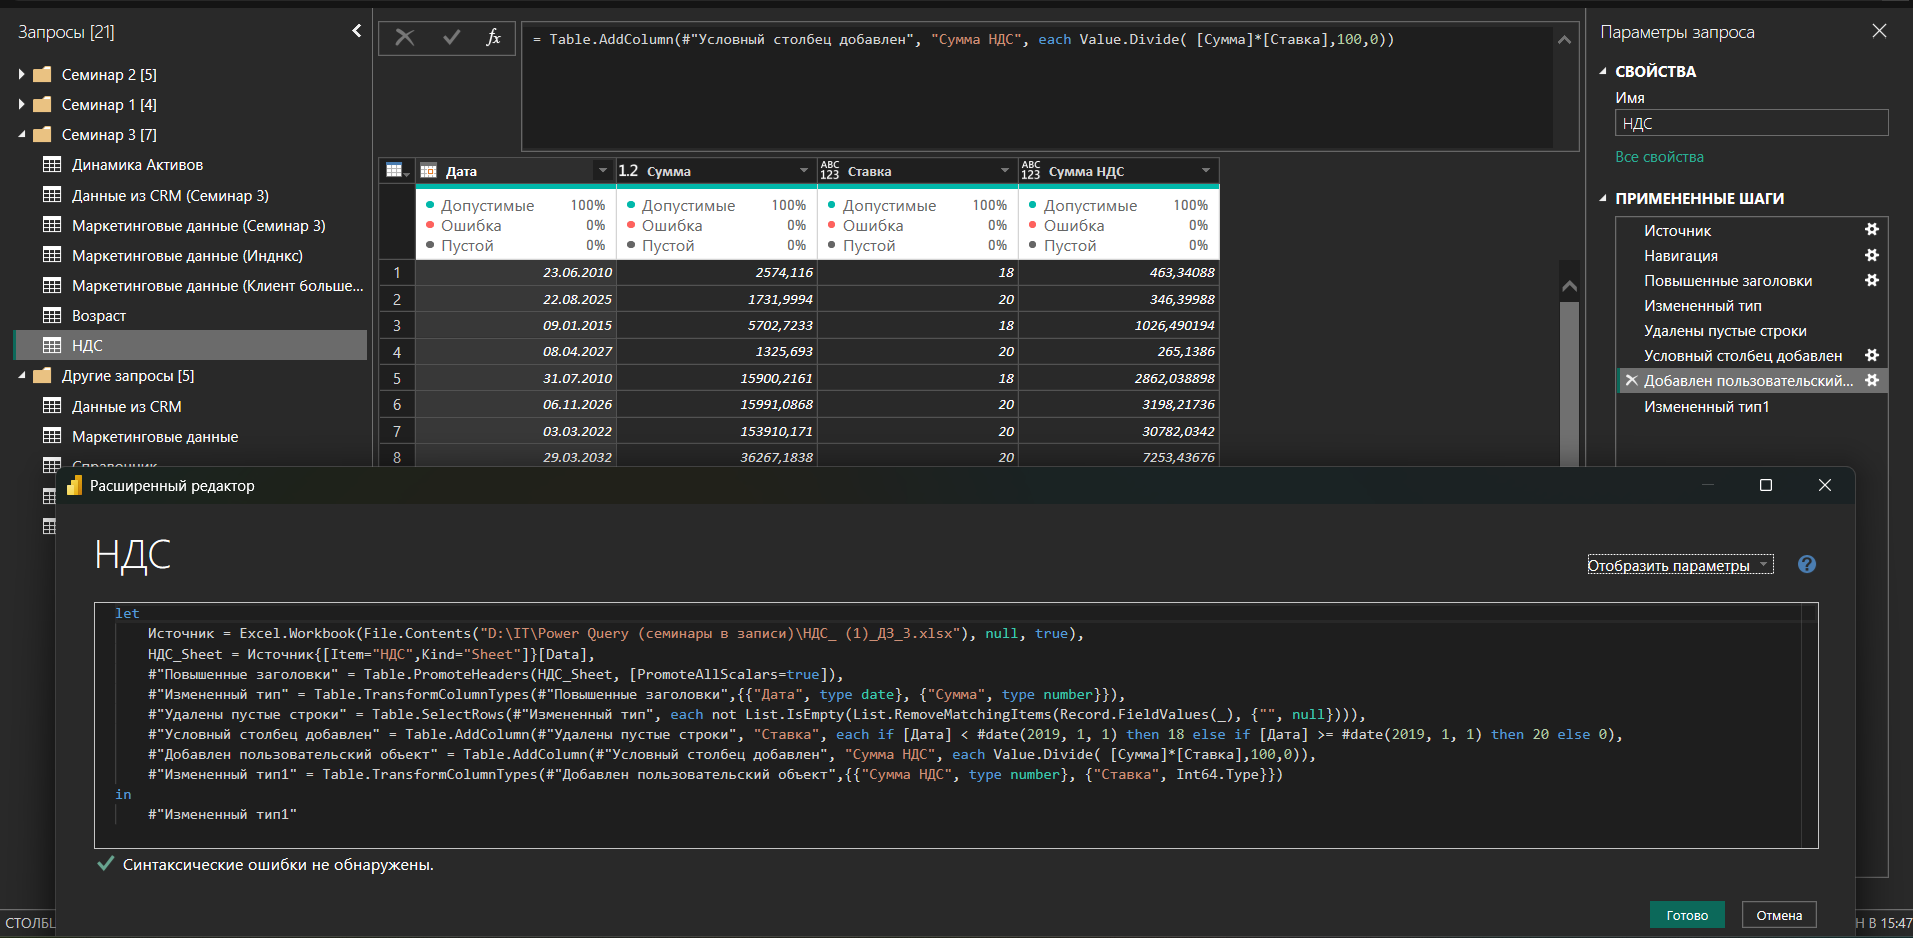 Запросы [21]
Семинар 2 [5]
Семинар 1 [4]
Семинар 3 [7]
Динамика Активов
Данные из CRM (Семинар 3)
Маркетинговые данные (Семинар 3)
Маркетинговые данные (Инднкс)
Маркетинговые данные (Клиент больше...
Возраст
НДС
Другие запросы [5]
Данные из CRM
Маркетинговые данные
Справочник
fx
= Table.AddColumn(#"Условный столбец добавлен", "Сумма НДС", each Value.Divide( [Сумма]*[Ставка],100,0))
Дата 1.2 Сумма ABC 123 Ставка ABC 123 Сумма НДС
Допустимые 100% Допустимые 100% Допустимые 100% Допустимые 100%
Ошибка 0% Ошибка 0% Ошибка 0% Ошибка 0%
Пустой 0% Пустой 0% Пустой 0% Пустой 0%
1 23.06.2010 2574,116 18 463,34088
2 22.08.2025 1731,9994 20 346,39988
3 09.01.2015 5702,7233 18 1026,490194
4 08.04.2027 1325,693 20 265,1386
5 31.07.2010 15900,2161 18 2862,038898
6 06.11.2026 15991,0868 20 3198,21736
7 03.03.2022 153910,171 20 30782,0342
8 29.03.2032 36267,1838 20 7253,43676
Параметры запроса
СВОЙСТВА
Имя
НДС
Все свойства
ПРИМЕНЕННЫЕ ШАГИ
Источник
Навигация
Повышенные заголовки
Измененный тип
Удалены пустые строки
Условный столбец добавлен
Добавлен пользовательский...
Измененный тип1
Расширенный редактор
НДС
Отобразить параметры
?
let
Источник = Excel.Workbook(File.Contents("D:\IT\Power Query (семинары в записи)\НДС_ (1)_ДЗ_3.xlsx"), null, true),
НДС_Sheet = Источник{[Item="НДС",Kind="Sheet"]}[Data],
#"Повышенные заголовки" = Table.PromoteHeaders(НДС_Sheet, [PromoteAllScalars=true]),
#"Измененный тип" = Table.TransformColumnTypes(#"Повышенные заголовки",{{"Дата", type date}, {"Сумма", type number}}),
#"Удалены пустые строки" = Table.SelectRows(#"Измененный тип", each not List.IsEmpty(List.RemoveMatchingItems(Record.FieldValues(_), {"", null}))),
#"Условный столбец добавлен" = Table.AddColumn(#"Удалены пустые строки", "Ставка", each if [Дата] < #date(2019, 1, 1) then 18 else if [Дата] >= #date(2019, 1, 1) then 20 else 0),
#"Добавлен пользовательский объект" = Table.AddColumn(#"Условный столбец добавлен", "Сумма НДС", each Value.Divide( [Сумма]*[Ставка],100,0)),
#"Измененный тип1" = Table.TransformColumnTypes(#"Добавлен пользовательский объект",{{"Сумма НДС", type number}, {"Ставка", Int64.Type}})
in
#"Измененный тип1"
Синтаксические ошибки не обнаружены.
Готово
Отмена
СТОЛБЦ
Н В 15:47